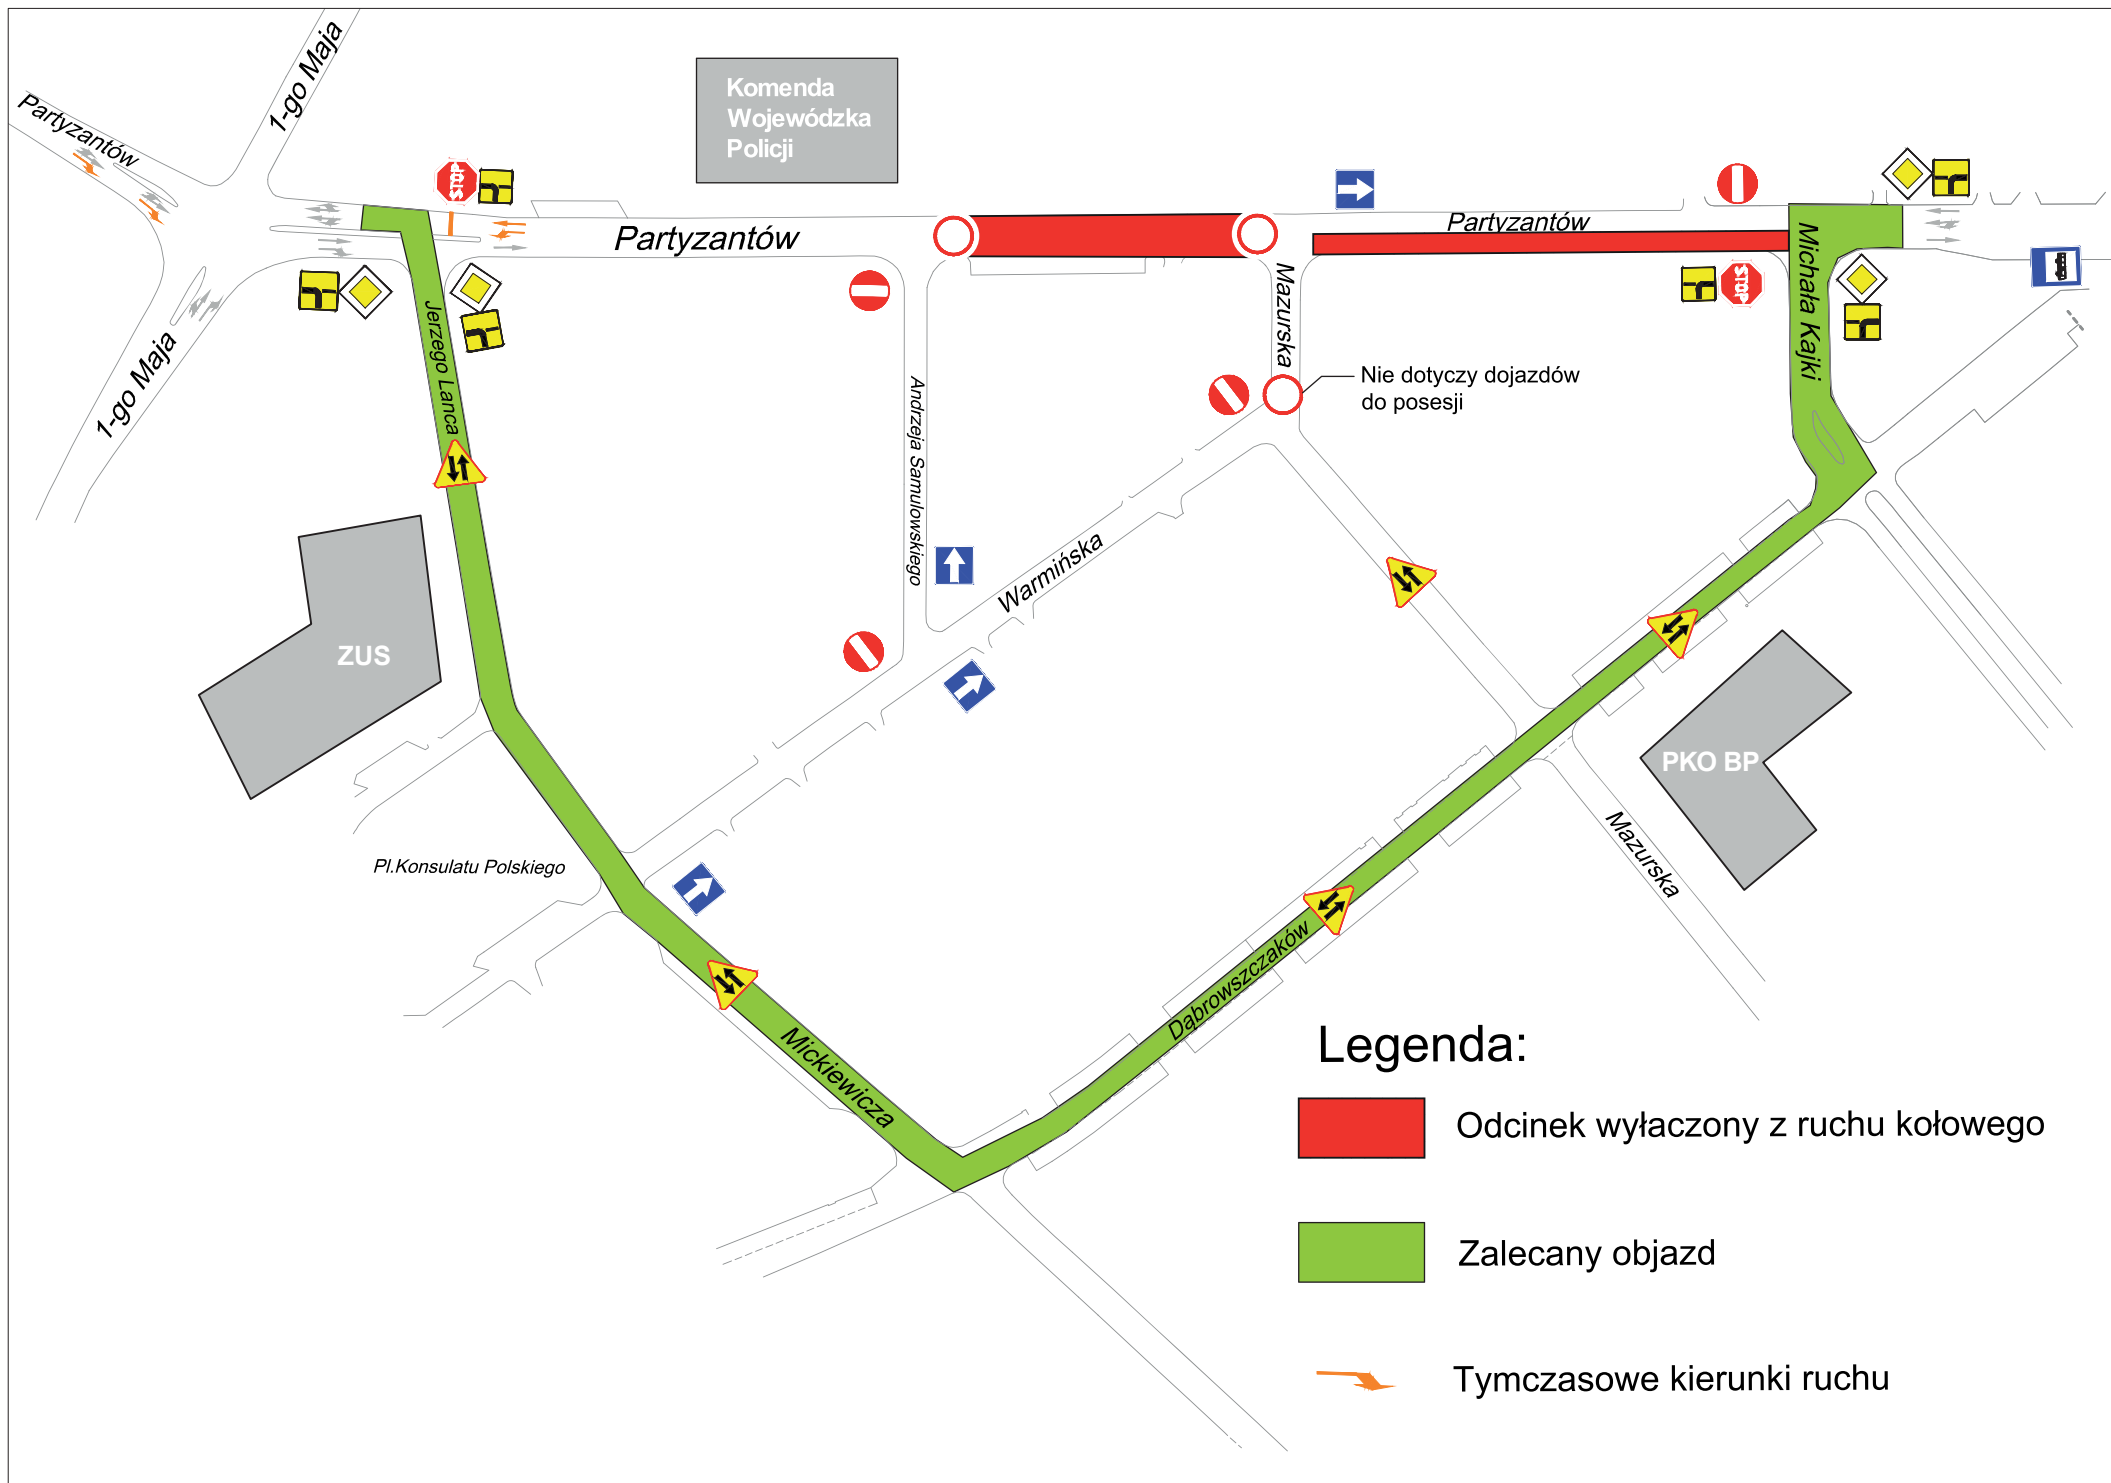 1-go Maja
Partyzantów
Komenda
Wojewódzka
Policji
STOP
Partyzantów
Partyzantów
Michała Kajki
STOP
Mazurska
Jerzego Lanca
1-go Maja
Nie dotyczy dojazdów
do posesji
Andrzeja Samulowskiego
Warmińska
ZUS
PKO BP
Mazurska
Pl.Konsulatu Polskiego
Dąbrowszczaków
Mickiewicza
Legenda:
Odcinek wyłaczony z ruchu kołowego
Zalecany objazd
Tymczasowe kierunki ruchu